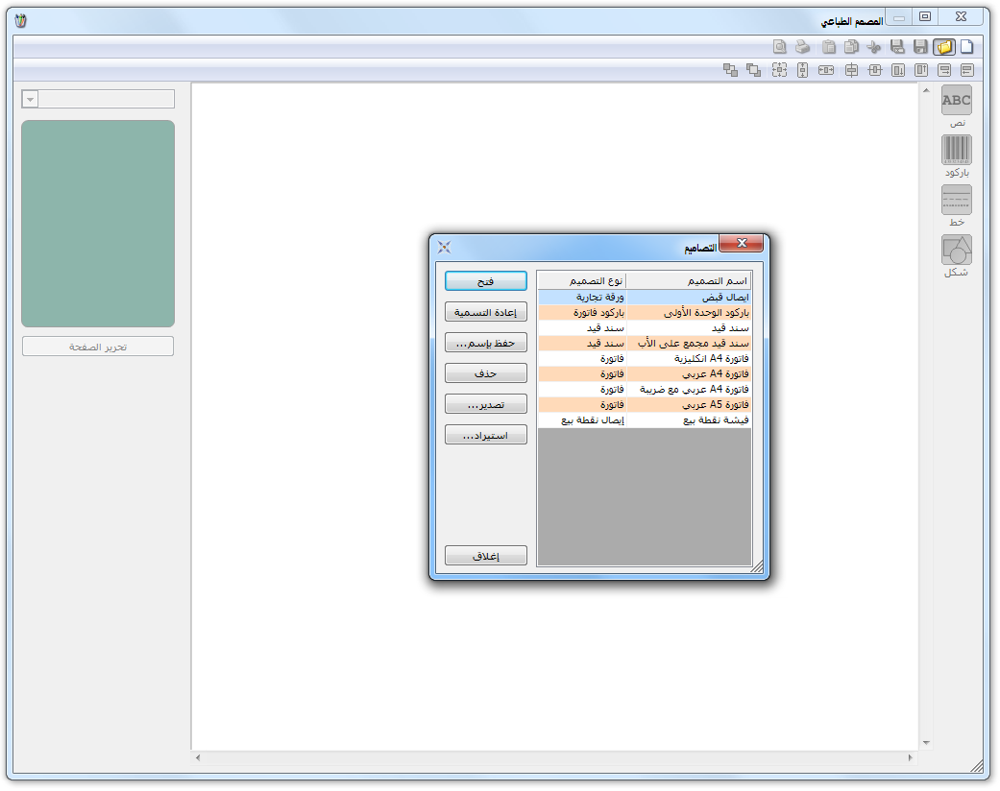 المصمم الطباعي
ABC
نص
باركود
خط
شكل
تحرير الصفحة
التصاميم
اسم التصميم نوع التصميم
ايصال قبض ورقة تجارية
باركود الوحدة الأولى باركود فاتورة
سند قيد سند قيد
سند قيد مجمع على الأب سند قيد
فاتورة A4 انكليزية فاتورة
فاتورة A4 عربي فاتورة
فاتورة A4 عربي مع ضريبة فاتورة
فاتورة A5 عربي فاتورة
فيشة نقطة بيع إيصال نقطة بيع
فتح
إعادة التسمية
حفظ بإسم...
حذف
تصدير...
استيراد...
إغلاق